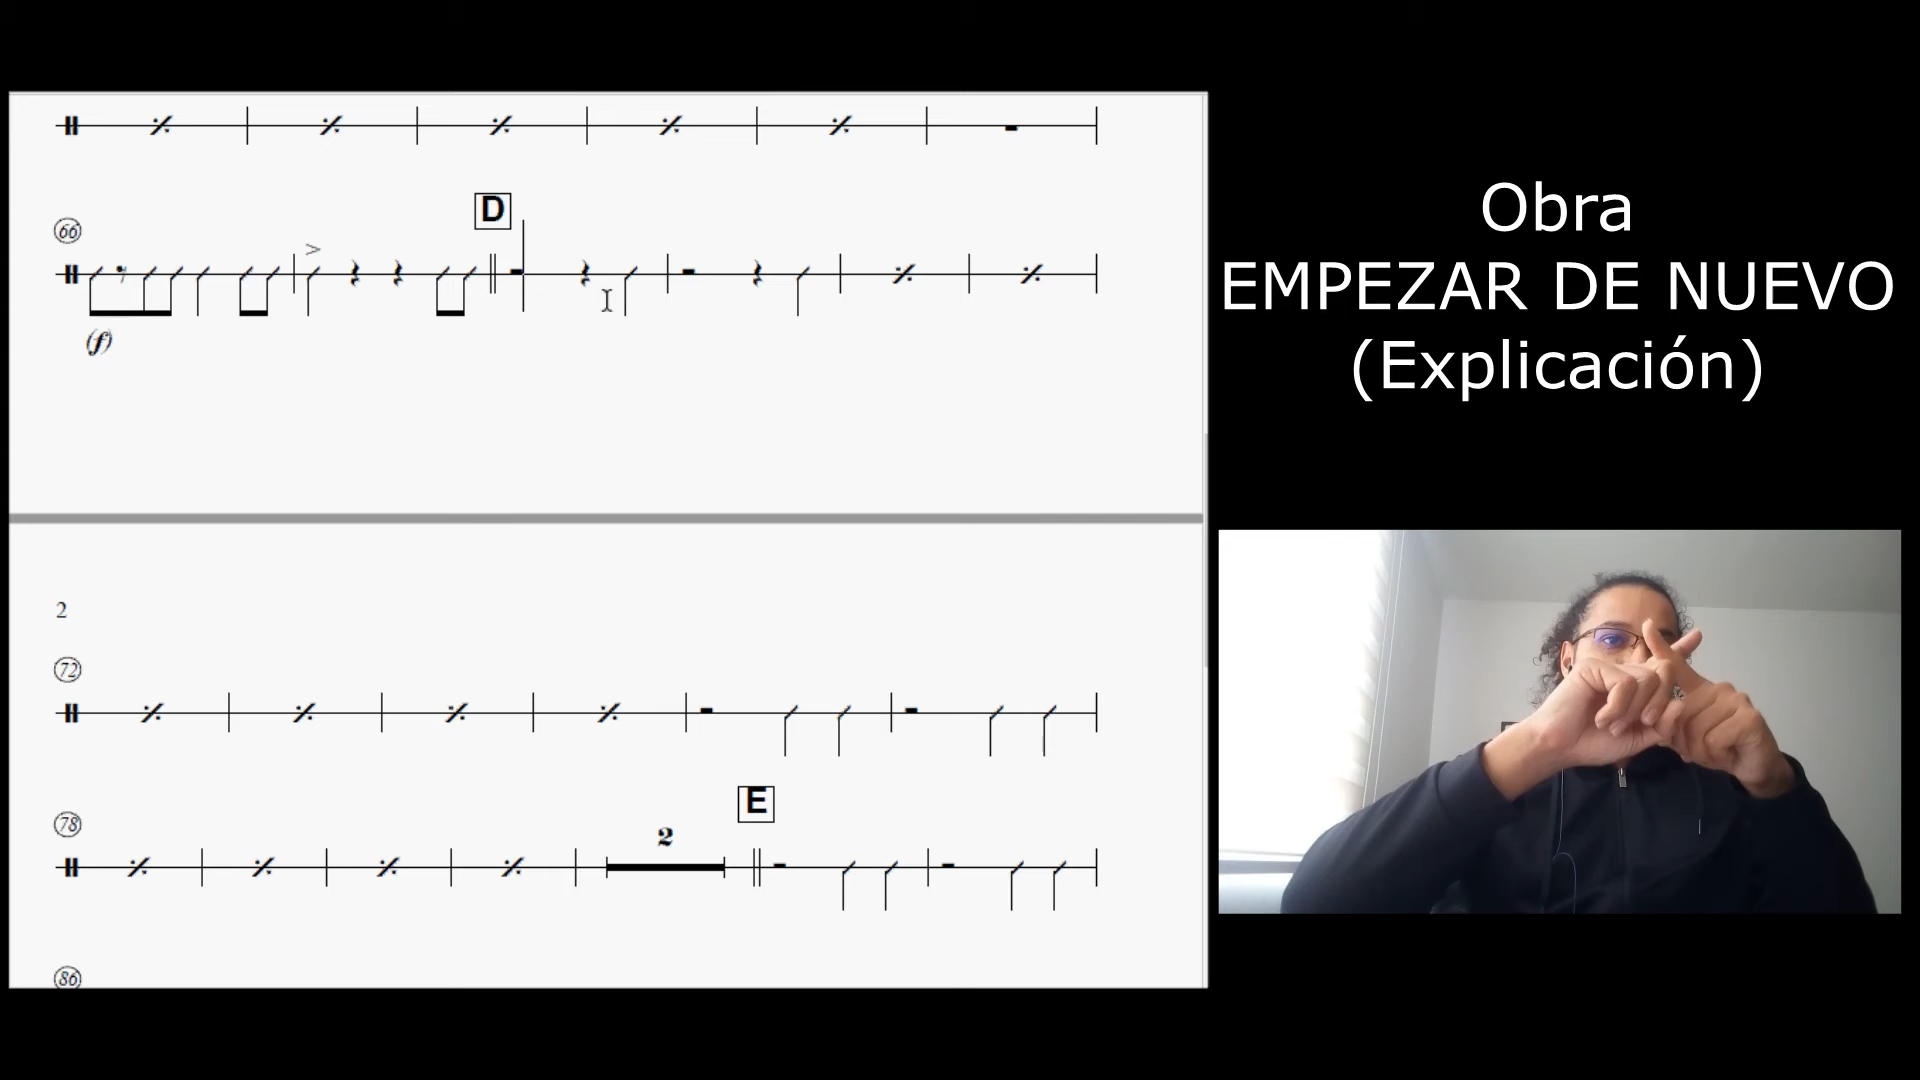 D
66
(f)
2
72
E
2
78
86
Obra
EMPEZAR DE NUEVO
(Explicación)